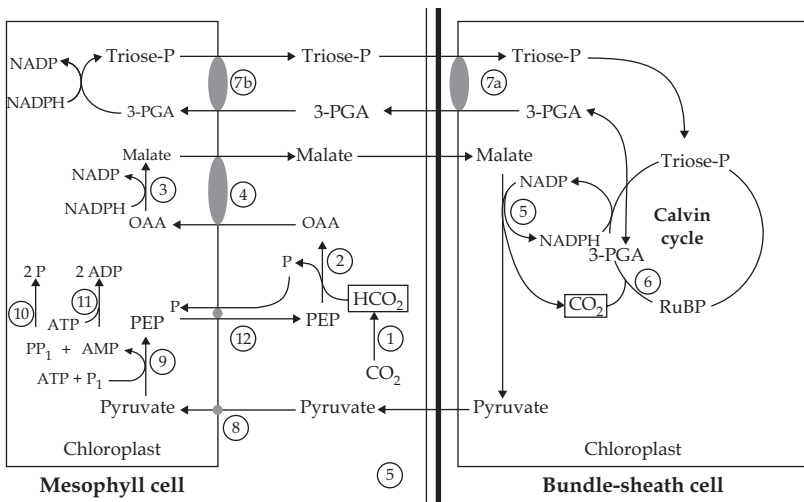 NADP
Triose-P
Triose-P
Triose-P
7b
7a
NADPH
3-PGA
3-PGA
3-PGA
Malate
Malate
Malate
Triose-P
NADP
3
4
NADP
5
NADPH
OAA
OAA
NADPH
Calvin
cycle
3-PGA
2 P
2 ADP
P
2
6
10
11
ATP
P
HCO2
CO2
RuBP
PEP
PEP
12
1
PP1 + AMP
9
ATP + P1
CO2
Pyruvate
Pyruvate
Pyruvate
8
Chloroplast
Chloroplast
5
Mesophyll cell
Bundle-sheath cell